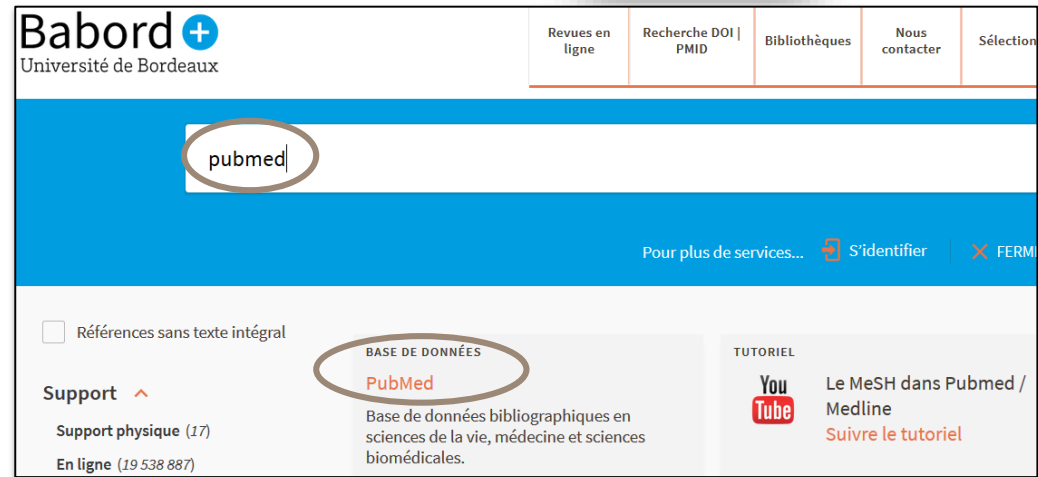 Babord +
Université de Bordeaux
Revues en
ligne
Recherche DOI |
PMID
Bibliothèques
Nous
contacter
Sélection
pubmed
Pour plus de services...
S'identifier
FERM
Références sans texte intégral
Support
Support physique (17)
En ligne (19 538 887)
BASE DE DONNÉES
PubMed
Base de données bibliographiques en
sciences de la vie, médecine et sciences
biomédicales.
TUTORIEL
You
Tube
Le MeSH dans Pubmed /
Medline
Suivre le tutoriel